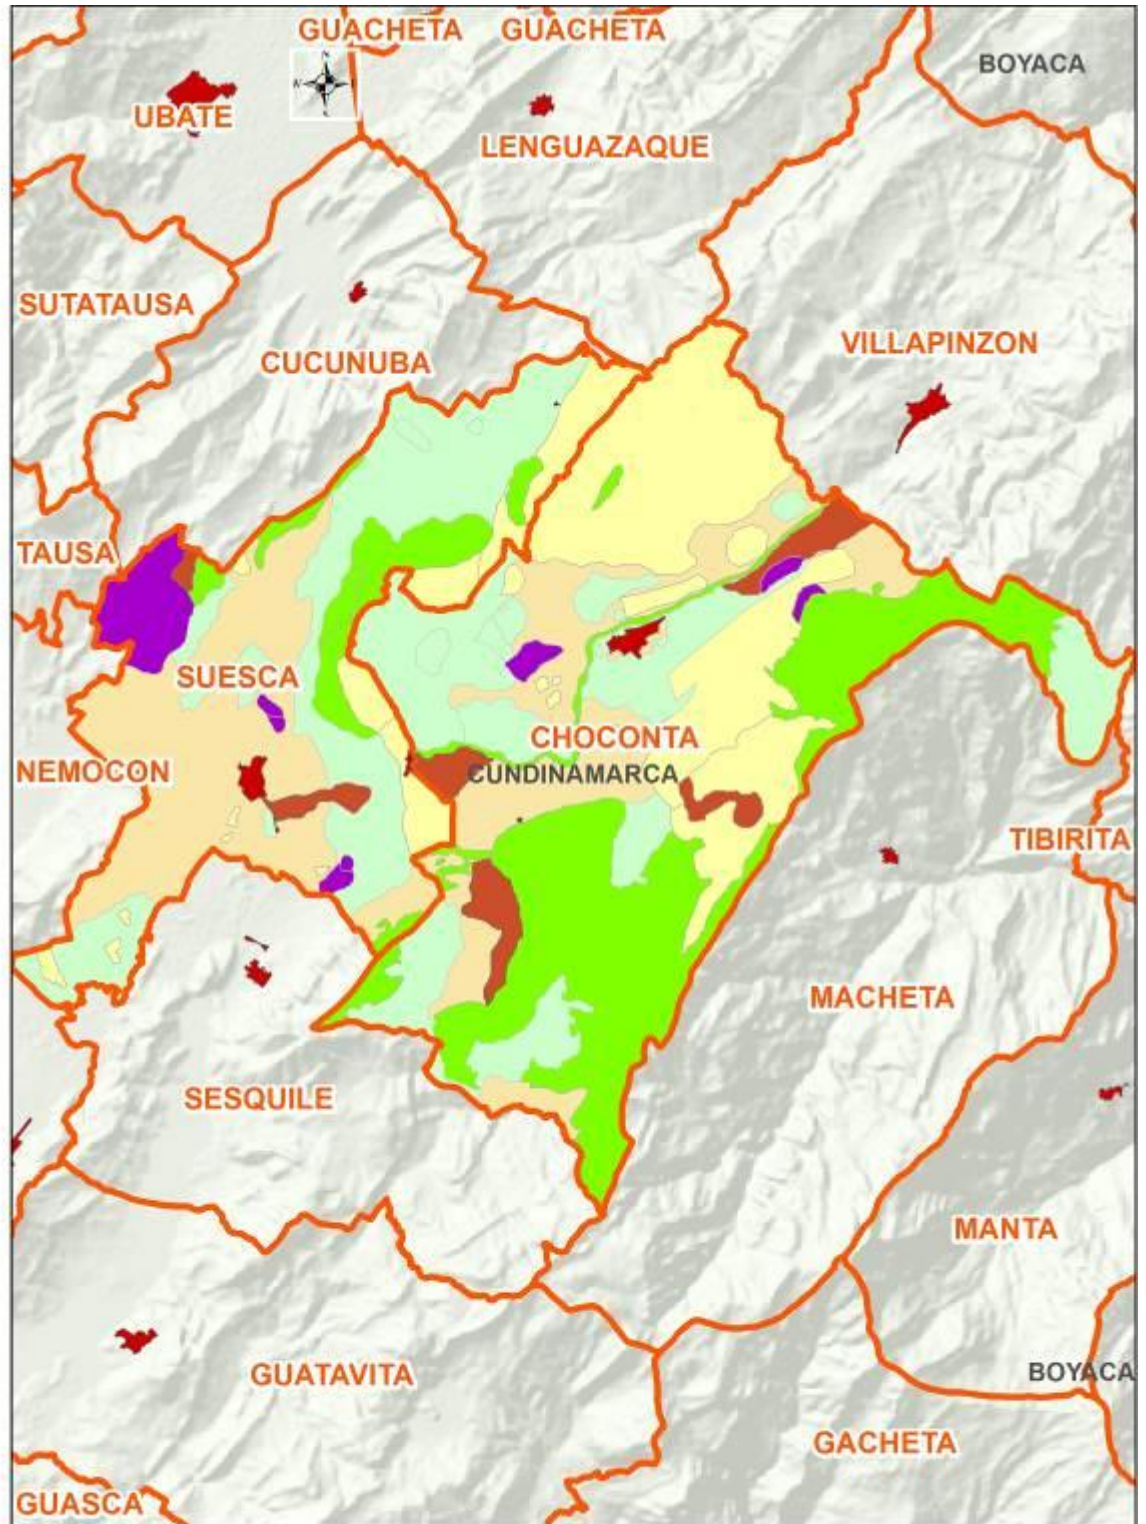 GUACHETA GUACHETA
BOYACA
UBATE
LENGUAZAQUE
SUTATAUSA
VILLAPINZON
CUCUNUBA
TAUSA
SUESCA
CHOCONTA
NEMOCON
CUNDINAMARCA
TIBIRITA
MACHETA
SESQUILE
MANTA
GUATAVITA
BOYACA
GACHETA
GUASCA